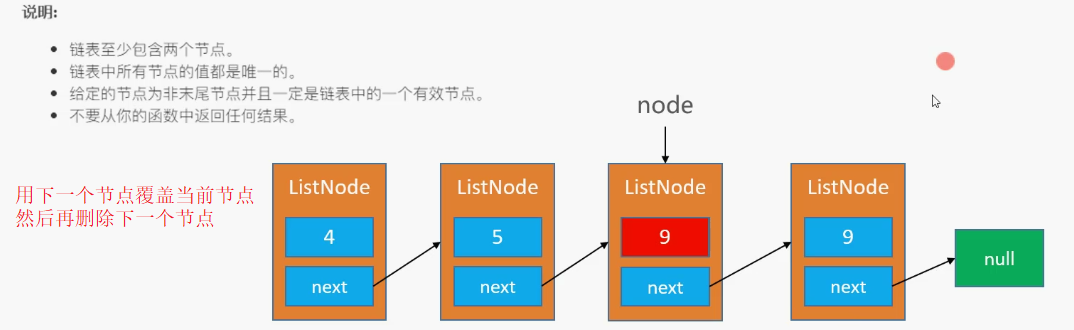 说明:
链表至少包含两个节点。
链表中所有节点的值都是唯一的。
给定的节点为非末尾节点并且一定是链表中的一个有效节点。
不要从你的函数中返回任何结果。
node
用下一个节点覆盖当前节点
然后再删除下一个节点
ListNode
4
next
ListNode
5
next
ListNode
9
next
ListNode
9
next
null